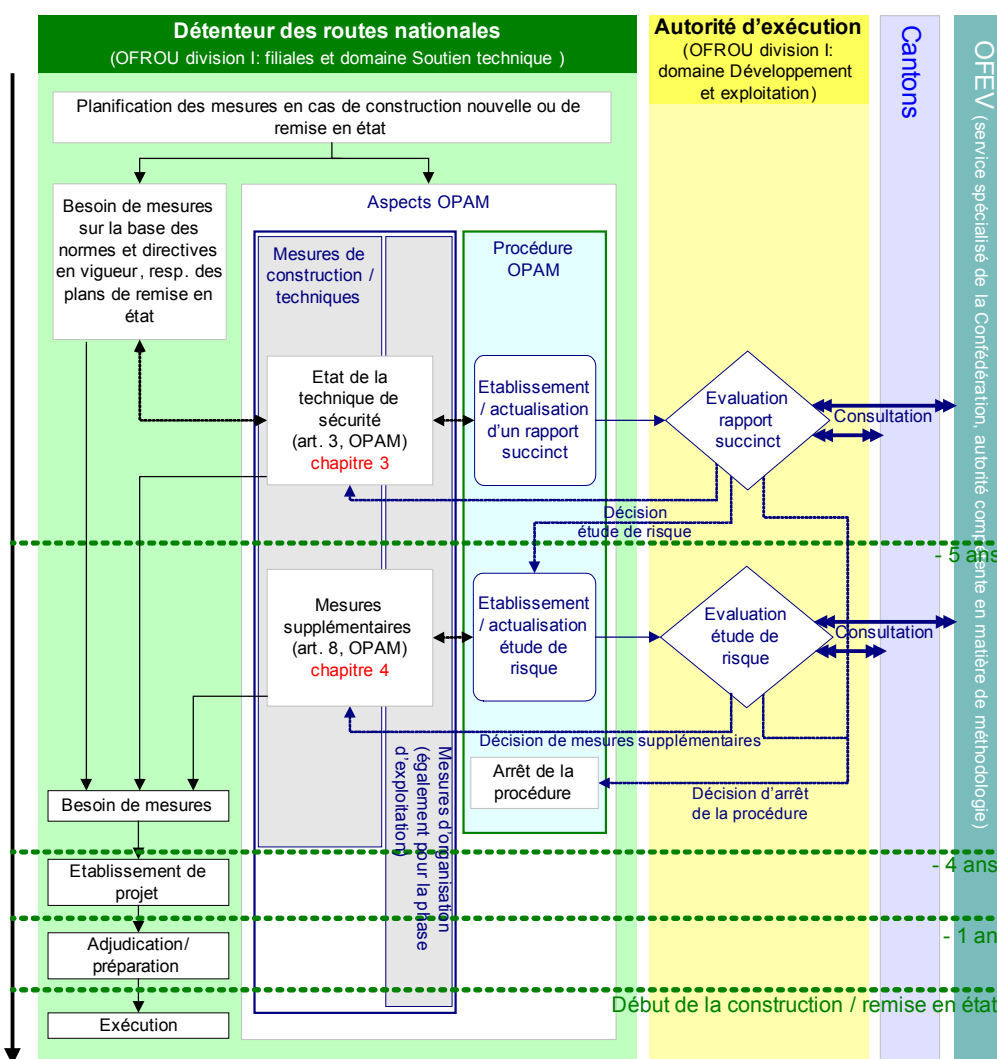 Détenteur des routes nationales
(OFROU division I: filiales et domaine Soutien technique )
Autorité d'exécution
(OFROU division I:
domaine Développement
et exploitation)
Cantons
OFEV (service spécialisé de la Confédération, autorité compétente en matière de méthodologie)
Planification des mesures en cas de construction nouvelle ou de
remise en état
Besoin de mesures
sur la base des
normes et directives
en vigueur, resp. des
plans de remise en
état
Aspects OPAM
Mesures de
construction /
techniques
Procédure
OPAM
Etat de la
technique de
sécurité
(art. 3, OPAM)
chapitre 3
Etablissement
/ actualisation
d'un rapport
succinct
Evaluation
rapport
succinct
Consultation
Décision
étude de risque
- 5 ans
Mesures
supplémentaires
(art. 8, OPAM)
chapitre 4
Etablissement
/ actualisation
étude de
risque
Evaluation
étude de
risque
Consultation
Décision de mesures supplémentaires
Mesures d'organisation
(également pour la phase
d'exploitation)
Arrêt de la
procédure
Décision d'arrêt
de la procédure
Besoin de mesures
- 4 ans
Etablissement de
projet
- 1 an
Adjudication/
préparation
Début de la construction / remise en état
Exécution